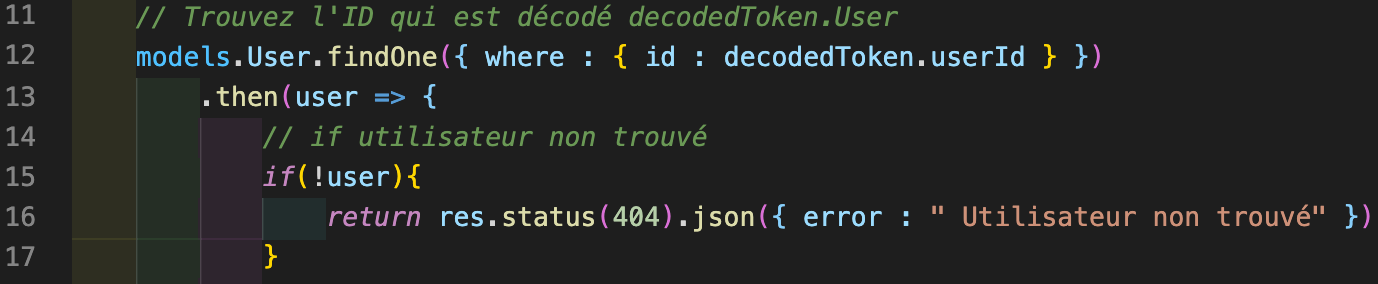 11 // Trouvez l'ID qui est décodé decodedToken.User
12 models.User.findOne({ where : { id : decodedToken.userId } })
13 .then(user => {
14 // if utilisateur non trouvé
15 if(!user){
16 return res.status(404).json({ error : " Utilisateur non trouvé" })
17 }